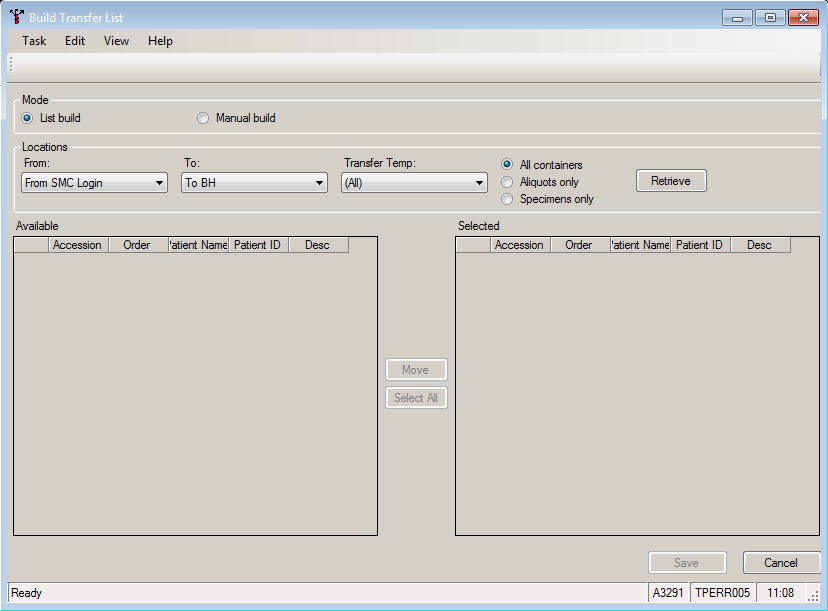 Build Transfer List
Task Edit View Help
Mode
List build Manual build
Locations
From: To: Transfer Temp:
From SMC Login To BH (All)
All containers
Aliquots only
Specimens only
Retrieve
Available
Accession Order atient Name Patient ID Desc
Move
Select All
Selected
Accession Order atient Name Patient ID Desc
Save Cancel
Ready A3291 TPERR005 11:08